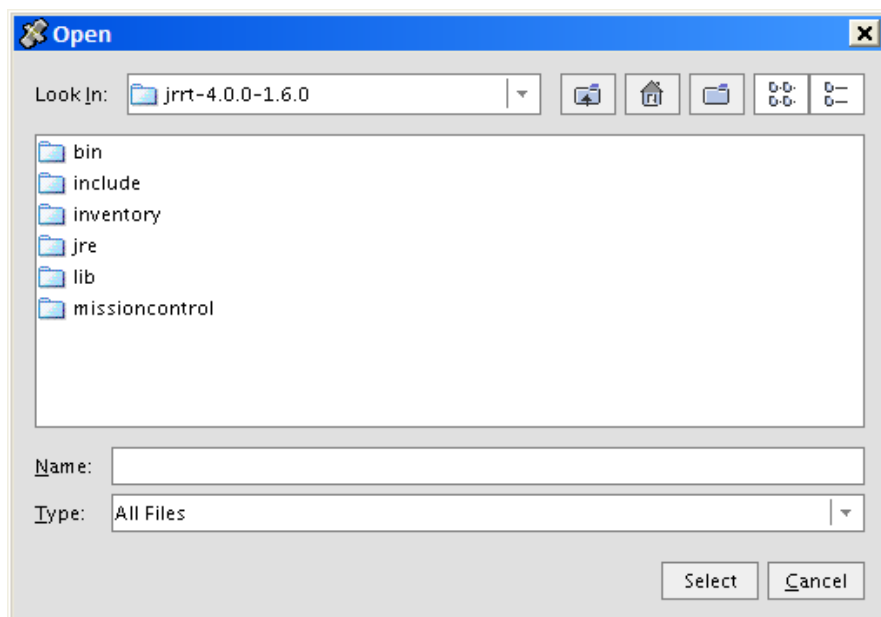 Open
Look In: jrrt-4.0.0-1.6.0
bin
include
inventory
jre
lib
missioncontrol
Name:
Type: All Files
Select Cancel